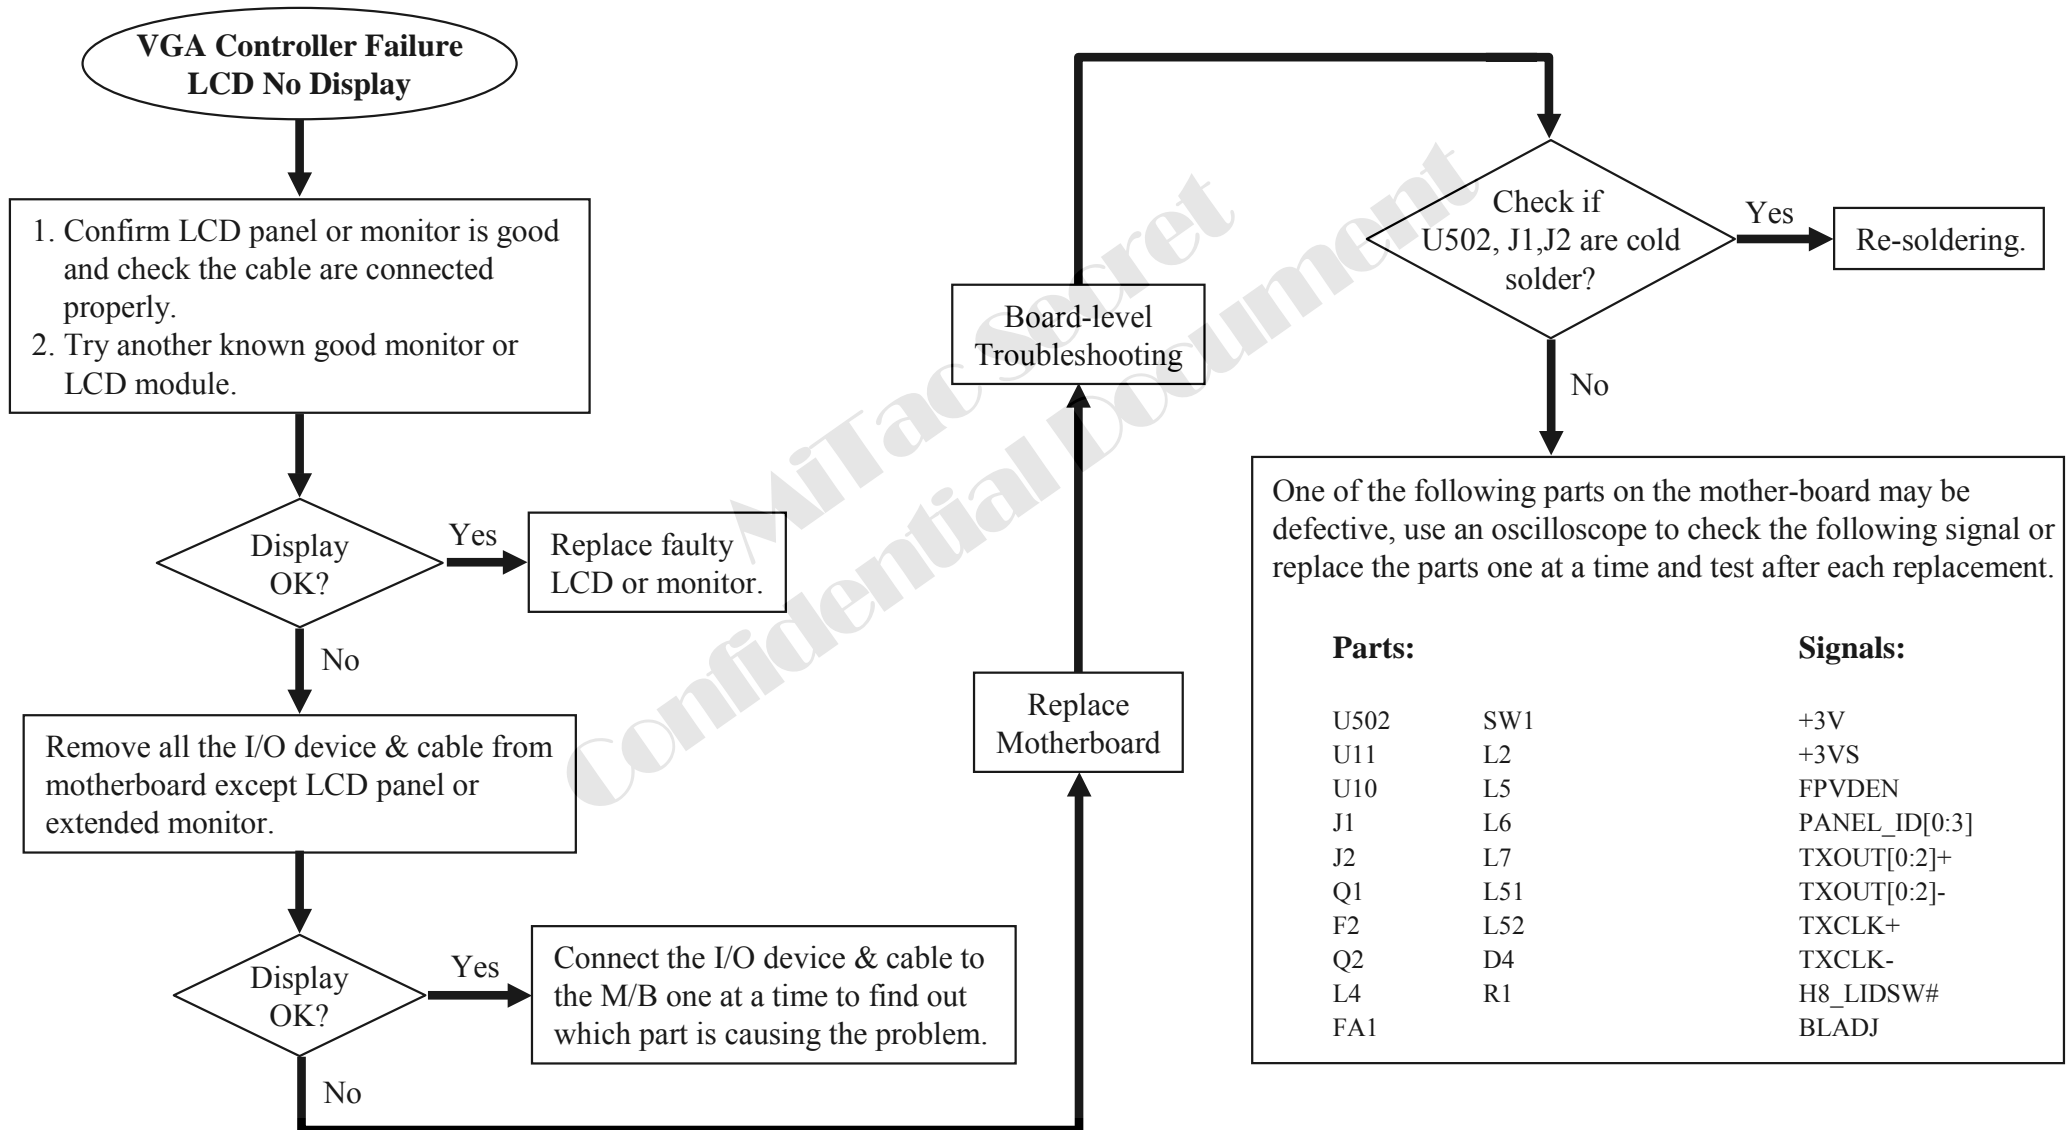 VGA Controller Failure
LCD No Display
1. Confirm LCD panel or monitor is good
and check the cable are connected
properly.
2. Try another known good monitor or
LCD module.
Display
OK?
Yes
Replace faulty
LCD or monitor.
No
Remove all the I/O device & cable from
motherboard except LCD panel or
extended monitor.
Display
OK?
Yes
Connect the I/O device & cable to
the M/B one at a time to find out
which part is causing the problem.
No
Replace
Motherboard
Board-level
Troubleshooting
Check if
U502, J1,J2 are cold
solder?
Yes
Re-soldering.
No
One of the following parts on the mother-board may be
defective, use an oscilloscope to check the following signal or
replace the parts one at a time and test after each replacement.
Parts: Signals:
U502 SW1 +3V
U11 L2 +3VS
U10 L5 FPVDEN
J1 L6 PANEL_ID[0:3]
J2 L7 TXOUT[0:2]+
Q1 L51 TXOUT[0:2]-
F2 L52 TXCLK+
Q2 D4 TXCLK-
L4 R1 H8_LIDSW#
FA1 BLADJ
MiTac Secret
Confidential Document